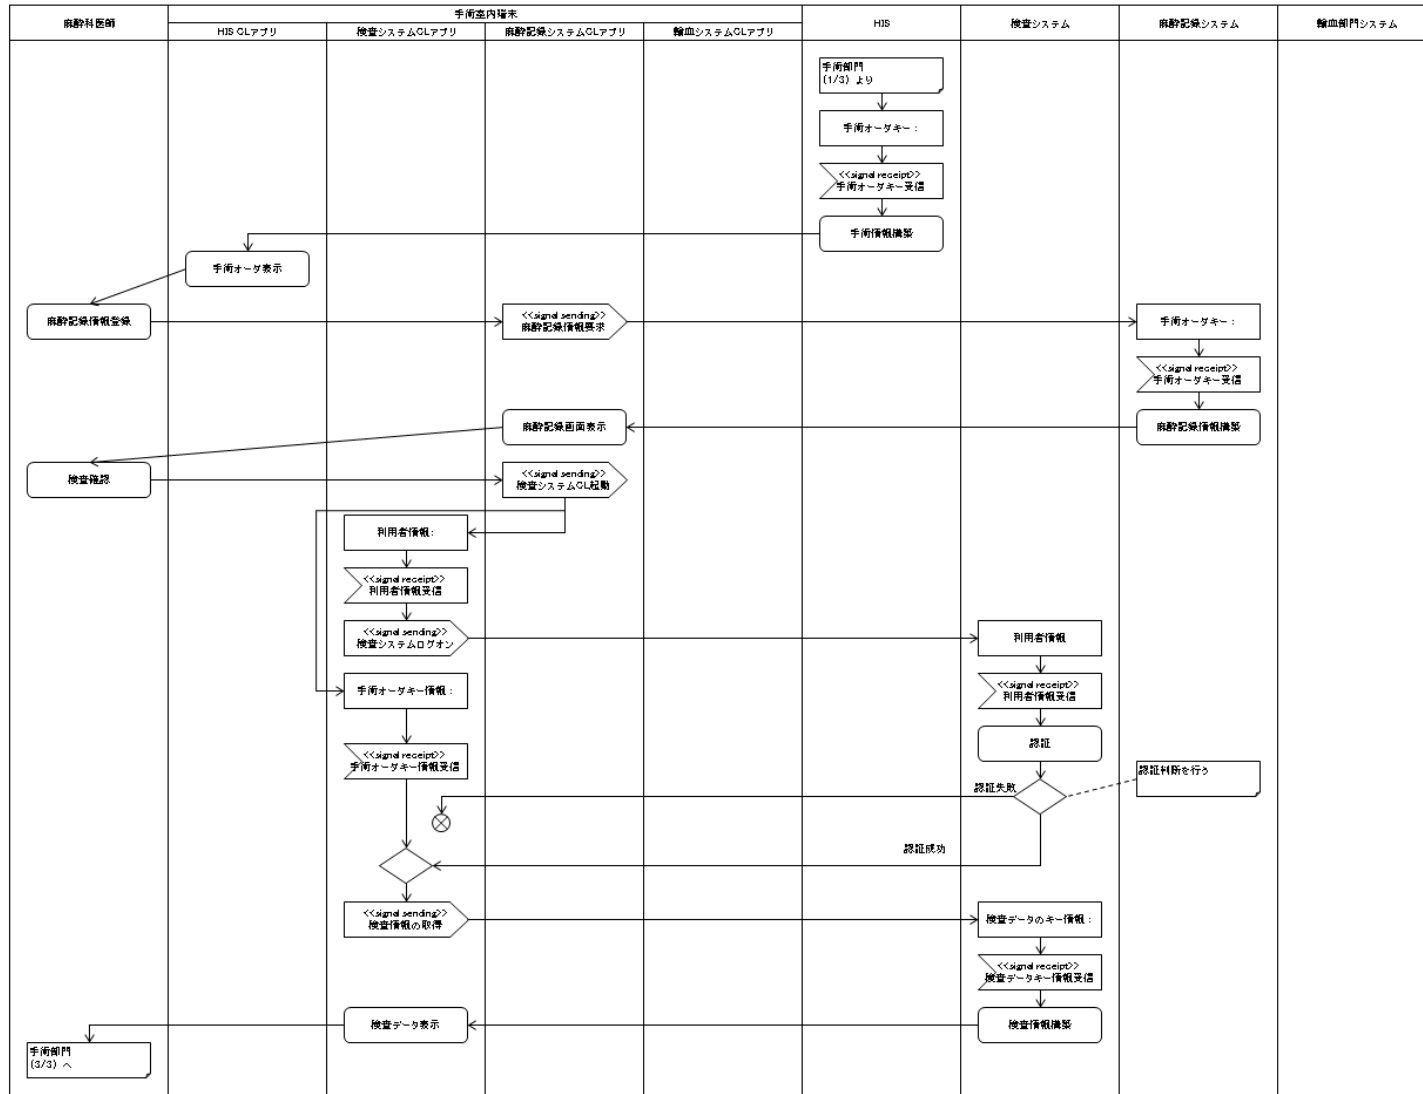 麻酔科医師
手術室内端末
HIS CLアプリ
検査システムCLアプリ
麻酔記録システムCLアプリ
輸血システムCLアプリ
HIS
検査システム
麻酔記録システム
輸血部門システム
手術部門
(1/3) より
手術オーダキー：
<<signal receipt>>
手術オーダキー受信
手術情報構築
手術オーダ表示
麻酔記録情報登録
<<signal sending>>
麻酔記録情報要求
手術オーダキー：
<<signal receipt>>
手術オーダキー受信
麻酔記録画面表示
麻酔記録情報構築
検査確認
<<signal sending>>
検査システムCL起動
利用者情報：
<<signal receipt>>
利用者情報受信
<<signal sending>>
検査システムログオン
利用者情報
手術オーダキー情報：
<<signal receipt>>
利用者情報受信
認証
<<signal receipt>>
手術オーダキー情報受信
認証判断を行う
認証失敗
認証成功
<<signal sending>>
検査情報の取得
検査データのキー情報：
<<signal receipt>>
検査データキー情報受信
検査データ表示
検査情報構築
手術部門
(3/3) へ